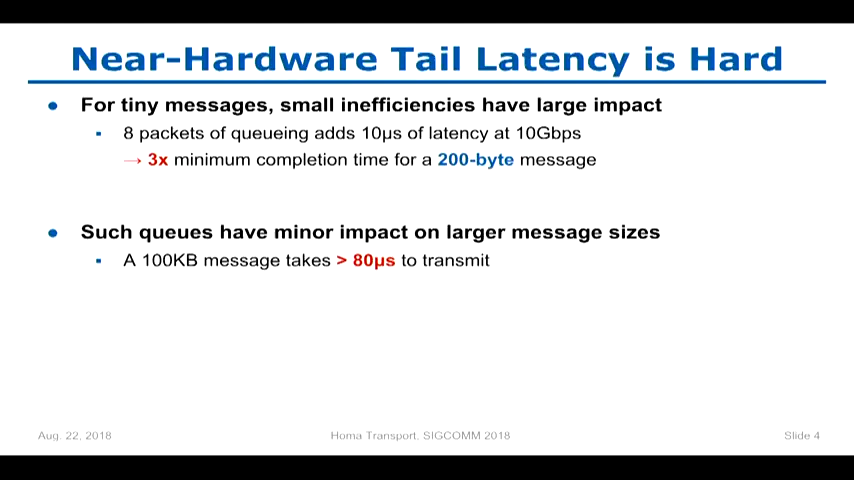 Near-Hardware Tail Latency is Hard
• For tiny messages, small inefficiencies have large impact
▪ 8 packets of queueing adds 10µs of latency at 10Gbps
→ 3x minimum completion time for a 200-byte message
• Such queues have minor impact on larger message sizes
▪ A 100KB message takes > 80µs to transmit
Aug. 22, 2018 Homa Transport, SIGCOMM 2018 Slide 4